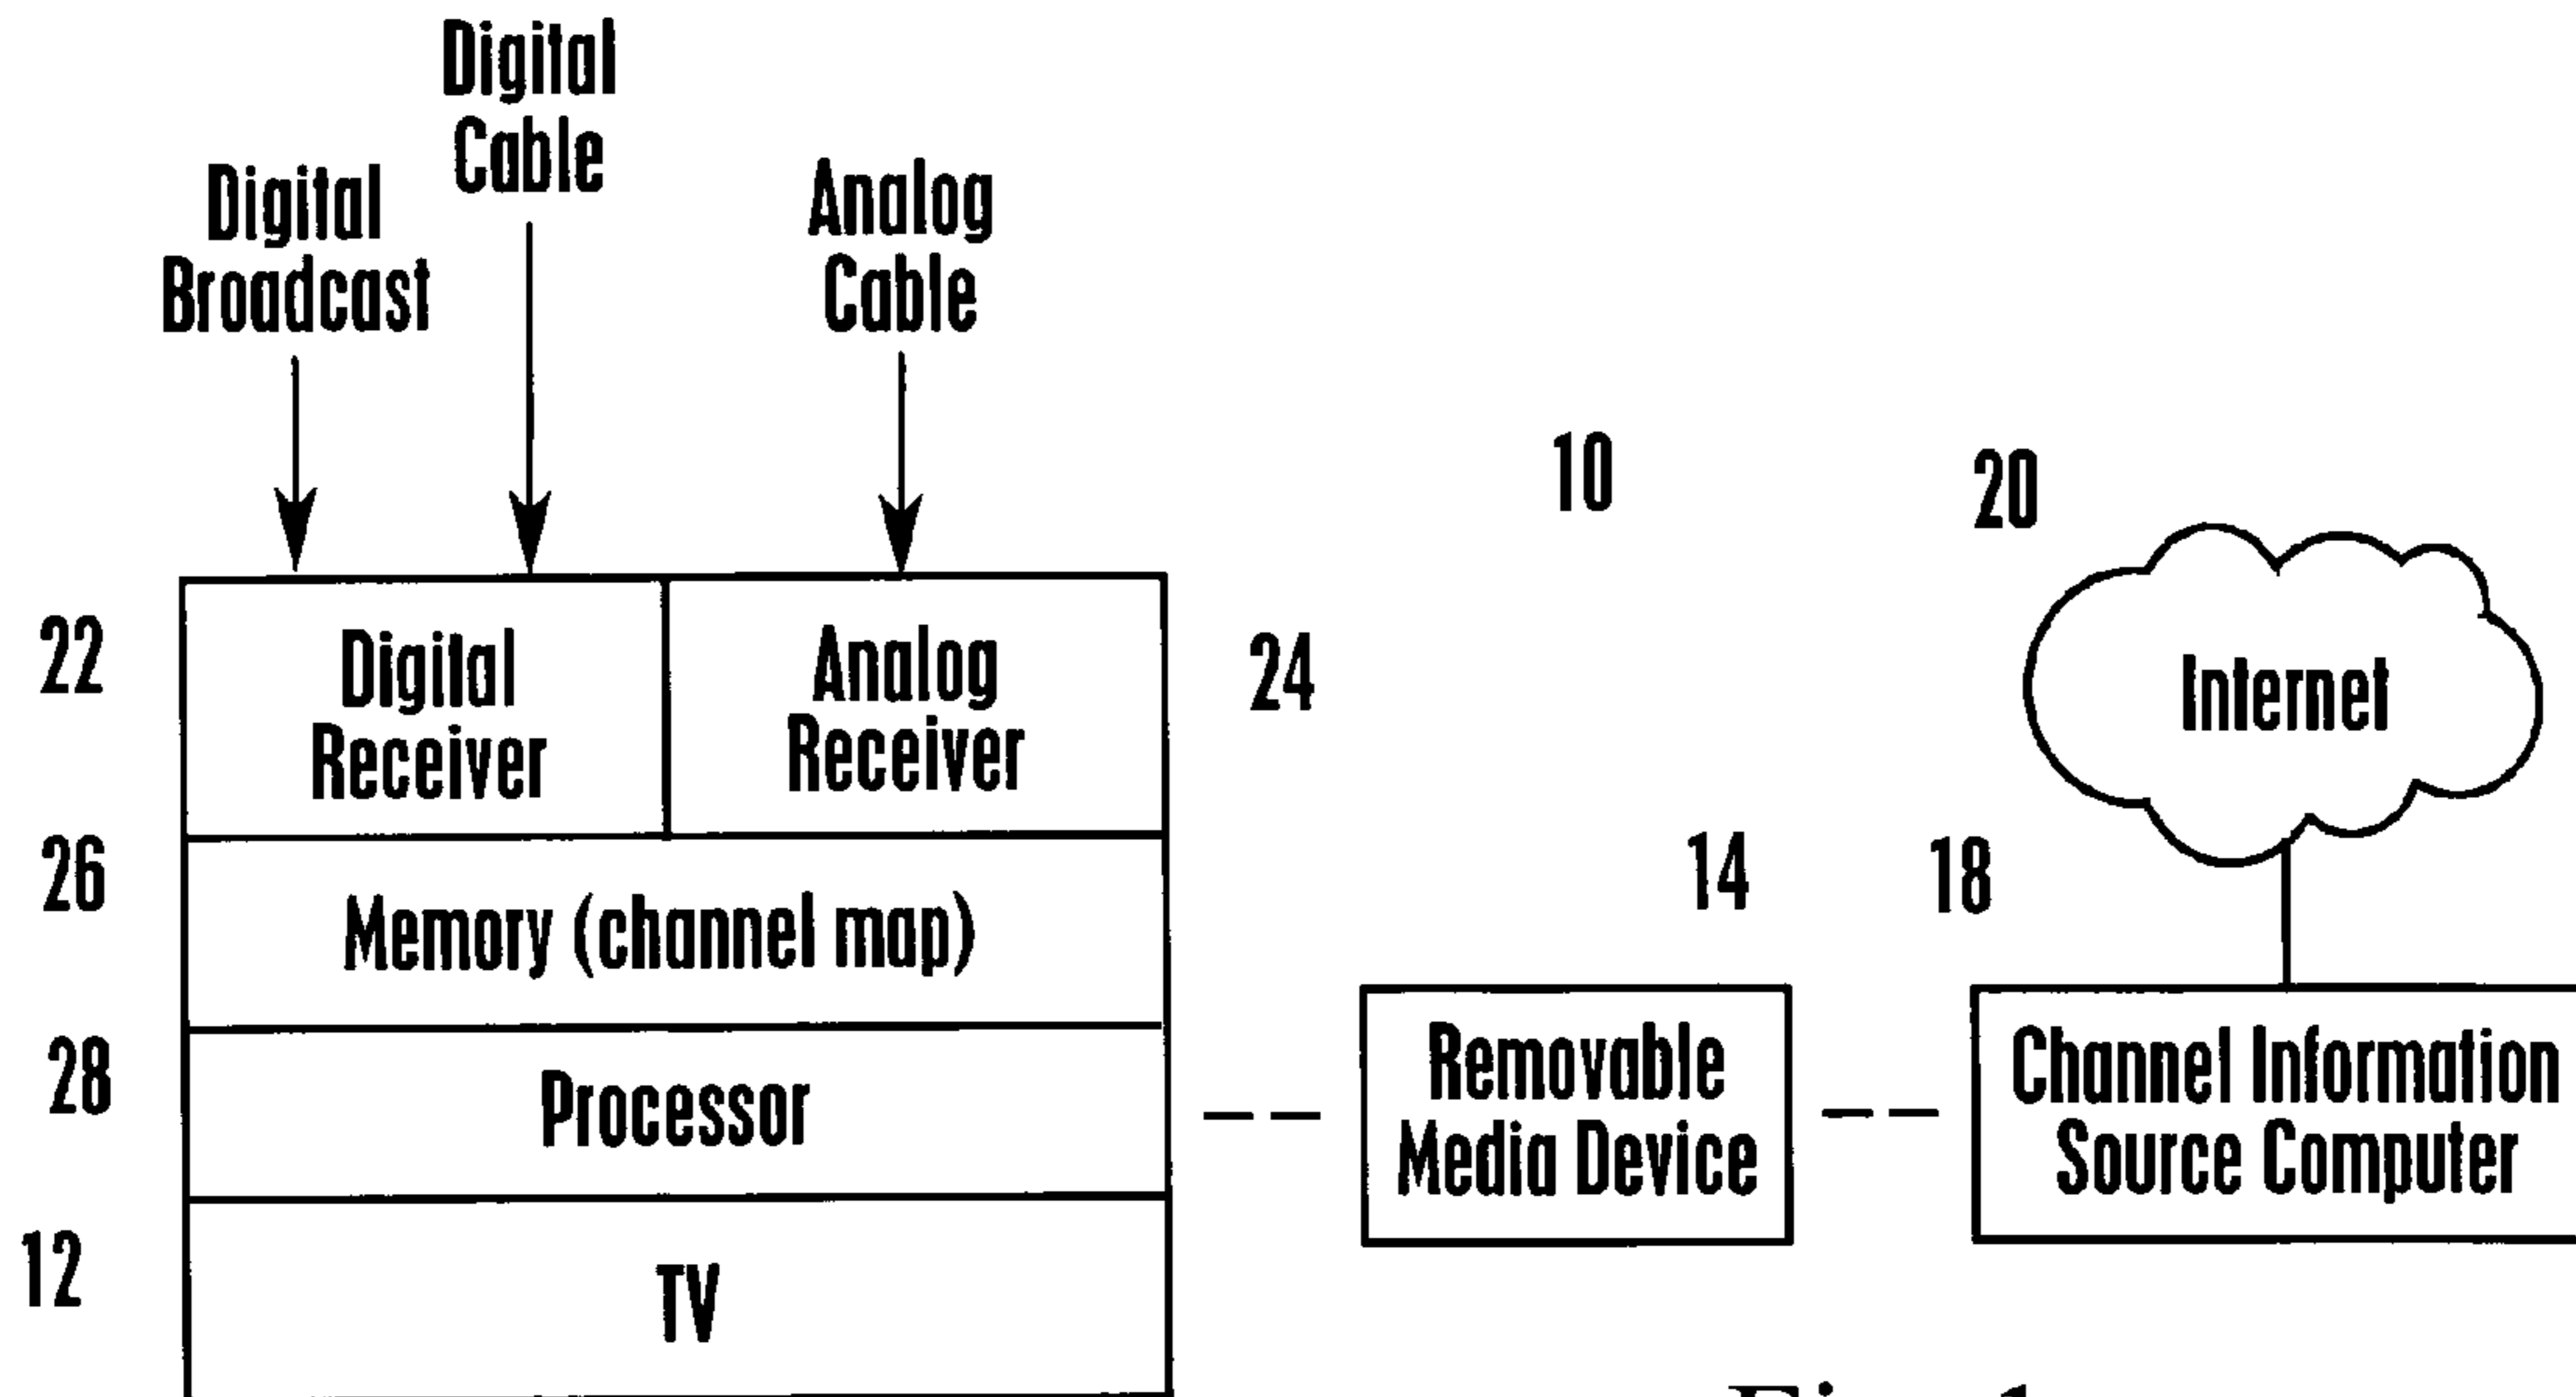 Digital
Cable
Digital
Broadcast
Analog
Cable
10
20
22
Digital
Receiver
Analog
Receiver
24
Internet
26
Memory (channel map)
14
18
28
Processor
Removable
Media Device
Channel Information
Source Computer
12
TV